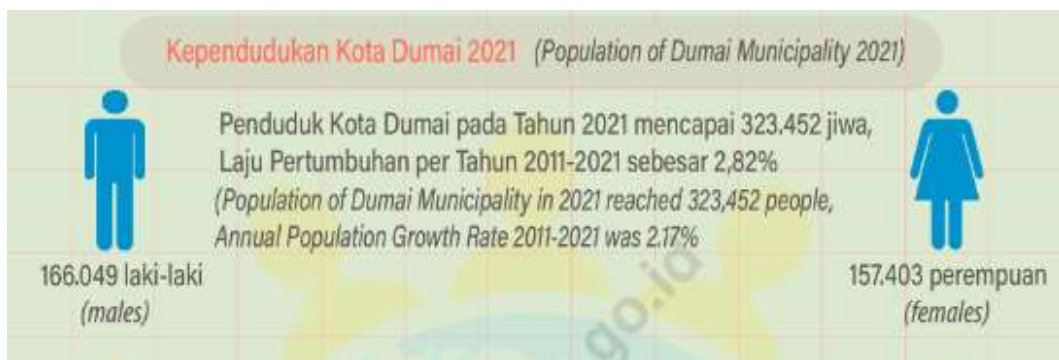 Kependudukan Kota Dumai 2021 (Population of Dumai Municipality 2021)
Penduduk Kota Dumai pada Tahun 2021 mencapai 323.452 jiwa,
Laju Pertumbuhan per Tahun 2011-2021 sebesar 2,82%
(Population of Dumai Municipality in 2021 reached 323,452 people,
Annual Population Growth Rate 2011-2021 was 2.17%
166.049 laki-laki
(males)
157.403 perempuan
(females)
go.id